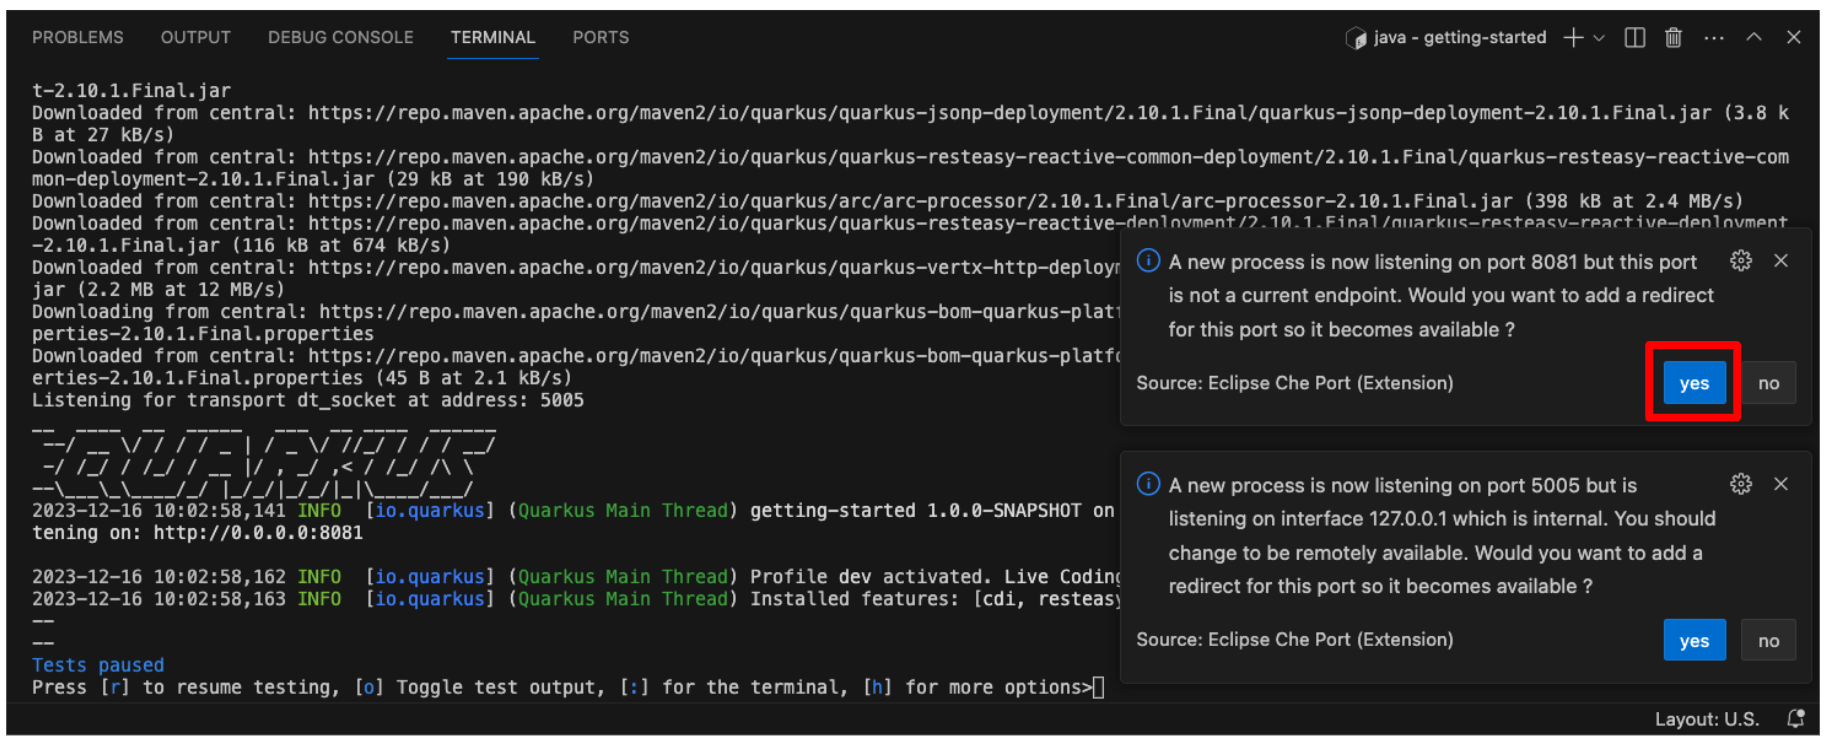 PROBLEMS OUTPUT DEBUG CONSOLE TERMINAL PORTS java - getting-started
t-2.10.1.Final.jar
Downloaded from central: https://repo.maven.apache.org/maven2/io/quarkus/quarkus-jsonp-deployment/2.10.1.Final/quarkus-jsonp-deployment-2.10.1.Final.jar (3.8 k
B at 27 kB/s)
Downloaded from central: https://repo.maven.apache.org/maven2/io/quarkus/quarkus-resteasy-reactive-common-deployment/2.10.1.Final/quarkus-resteasy-reactive-com
mon-deployment-2.10.1.Final.jar (29 kB at 190 kB/s)
Downloaded from central: https://repo.maven.apache.org/maven2/io/quarkus/arc/arc-processor/2.10.1.Final/arc-processor-2.10.1.Final.jar (398 kB at 2.4 MB/s)
Downloaded from central: https://repo.maven.apache.org/maven2/io/quarkus/quarkus-resteasy-reactive-deployment/2.10.1.Final/quarkus-resteasy-reactive-deployment
-2.10.1.Final.jar (116 kB at 674 kB/s)
Downloaded from central: https://repo.maven.apache.org/maven2/io/quarkus/quarkus-vertx-http-deploy
jar (2.2 MB at 12 MB/s)
Downloading from central: https://repo.maven.apache.org/maven2/io/quarkus/quarkus-bom-quarkus-plat
perties-2.10.1.Final.properties
Downloaded from central: https://repo.maven.apache.org/maven2/io/quarkus/quarkus-bom-quarkus-platf
erties-2.10.1.Final.properties (45 B at 2.1 kB/s)
Listening for transport dt_socket at address: 5005
QUARKUS
2023-12-16 10:02:58,141 INFO [io.quarkus] (Quarkus Main Thread) getting-started 1.0.0-SNAPSHOT on
tening on: http://0.0.0.0:8081
2023-12-16 10:02:58,162 INFO [io.quarkus] (Quarkus Main Thread) Profile dev activated. Live Coding
2023-12-16 10:02:58,163 INFO [io.quarkus] (Quarkus Main Thread) Installed features: [cdi, resteasy
--
--
Tests paused
Press [r] to resume testing, [o] Toggle test output, [:] for the terminal, [h] for more options>
A new process is now listening on port 8081 but this port
is not a current endpoint. Would you want to add a redirect
for this port so it becomes available ?
Source: Eclipse Che Port (Extension) yes no
A new process is now listening on port 5005 but is
listening on interface 127.0.0.1 which is internal. You should
change to be remotely available. Would you want to add a
redirect for this port so it becomes available ?
Source: Eclipse Che Port (Extension) yes no
Layout: U.S.